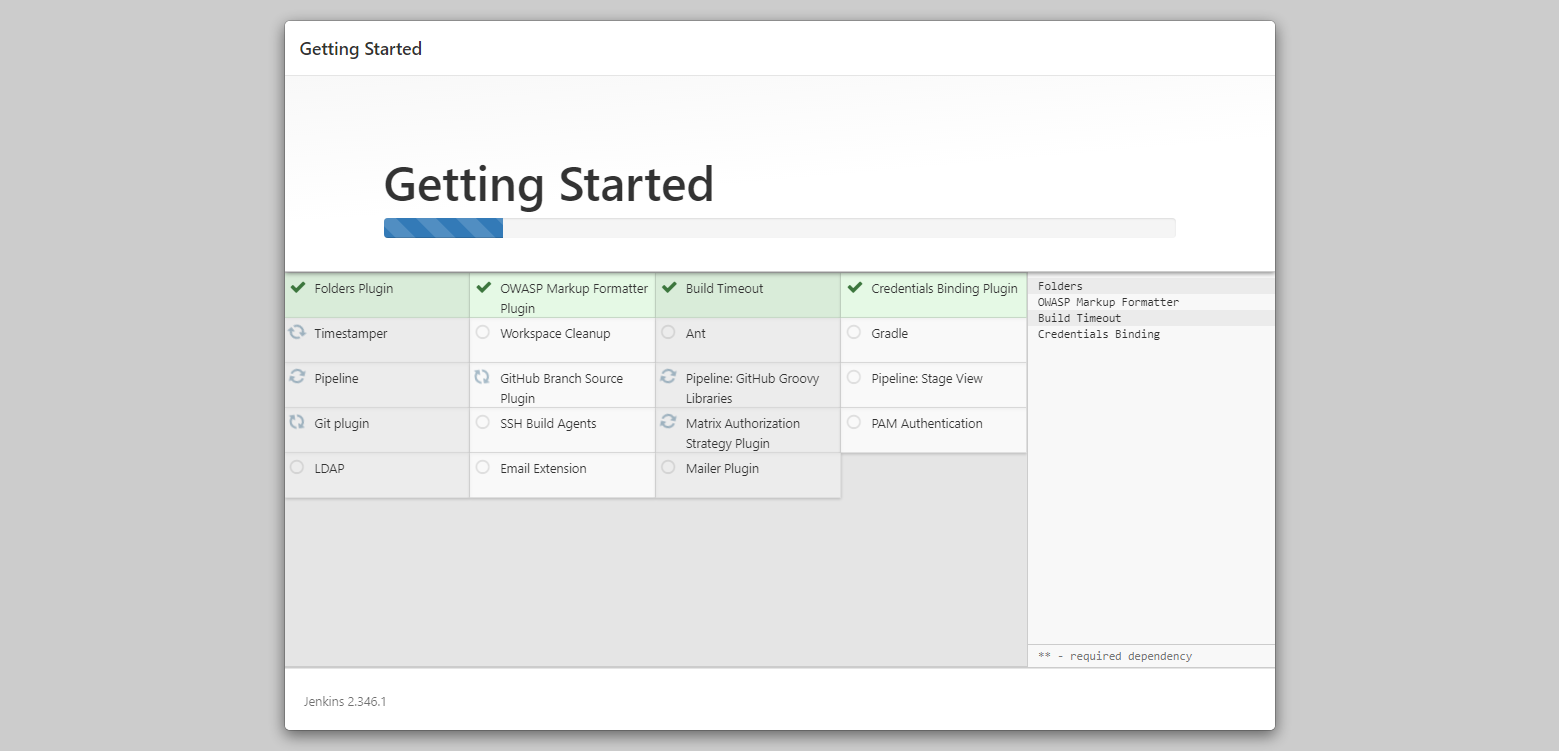 Getting Started
Getting Started
Folders Plugin
OWASP Markup Formatter
Plugin
Build Timeout
Credentials Binding Plugin
Timestamper
Workspace Cleanup
Ant
Gradle
Pipeline
GitHub Branch Source
Plugin
Pipeline: GitHub Groovy
Libraries
Pipeline: Stage View
Git plugin
SSH Build Agents
Matrix Authorization
Strategy Plugin
PAM Authentication
LDAP
Email Extension
Mailer Plugin
Folders
OWASP Markup Formatter
Build Timeout
Credentials Binding
** - required dependency
Jenkins 2.346.1